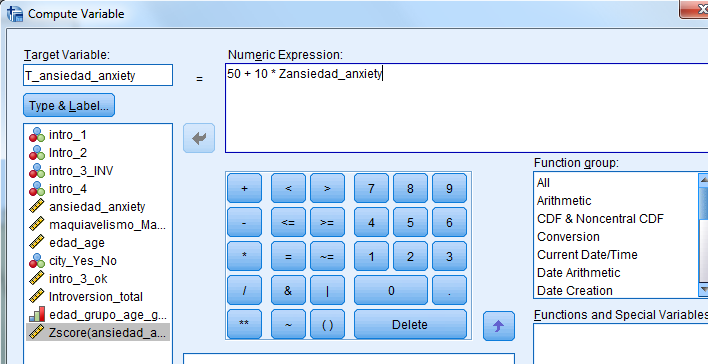 Compute Variable
Target Variable:
T_ansiedad_anxiety
=
Numeric Expression:
50 + 10 * Zansiedad_anxiety
Type & Label...
intro_1
Intro_2
intro_3_INV
intro_4
ansiedad_anxiety
maquiavelismo_Ma...
edad_age
city_Yes_No
intro_3_ok
Introversion_total
edad_grupo_age_g...
Zscore(ansiedad_a...
+ < > 7 8 9
- <= >= 4 5 6
* = ~= 1 2 3
/ & | 0 .
** ~ ( ) Delete
Function group:
All
Arithmetic
CDF & Noncentral CDF
Conversion
Current Date/Time
Date Arithmetic
Date Creation
Functions and Special Variables